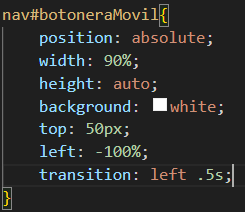 nav#botoneraMovil{
    position: absolute;
    width: 90%;
    height: auto;
    background: white;
    top: 50px;
    left: -100%;
    transition: left .5s;
}